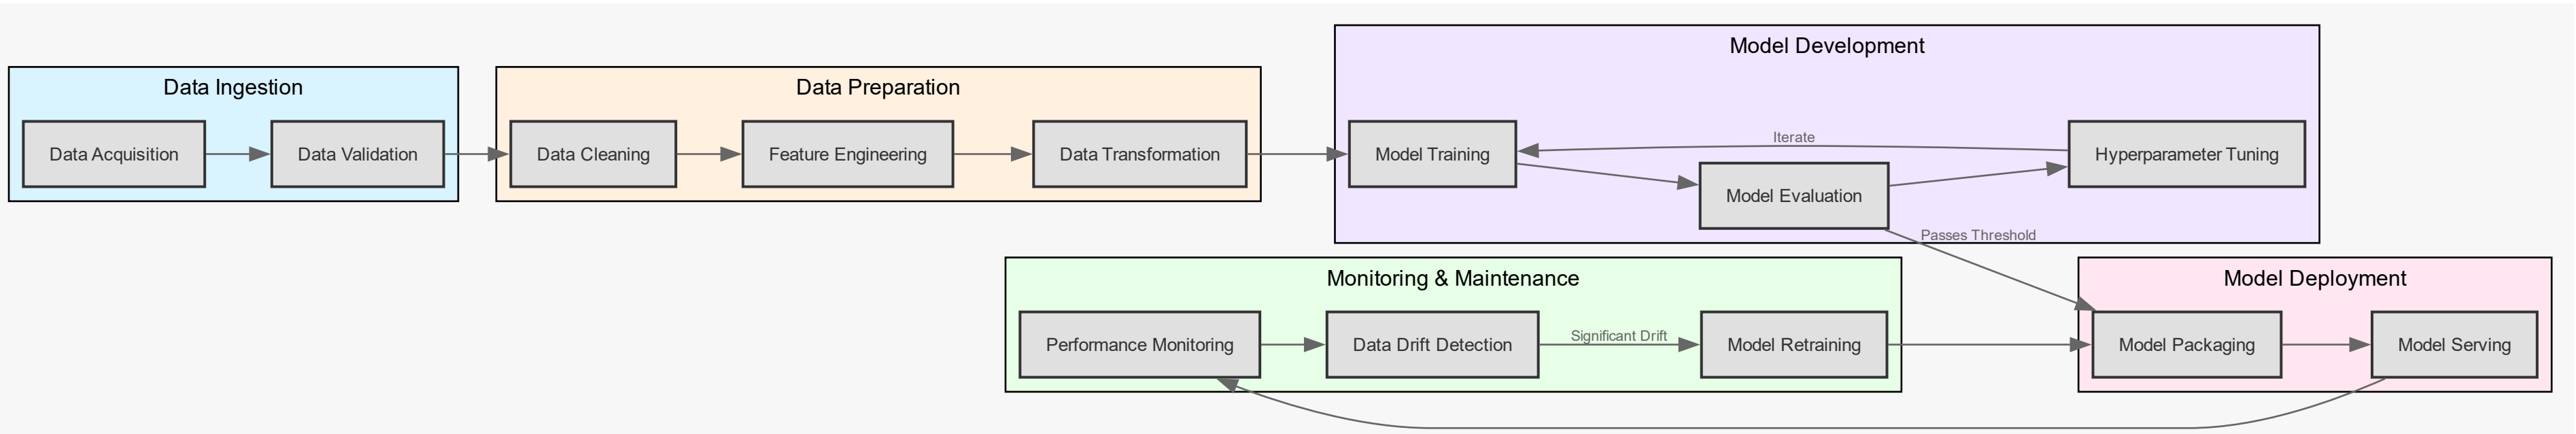 Data Ingestion
Data Acquisition
Data Validation
Data Preparation
Data Cleaning
Feature Engineering
Data Transformation
Model Development
Model Training
Iterate
Model Evaluation
Hyperparameter Tuning
Passes Threshold
Monitoring & Maintenance
Performance Monitoring
Data Drift Detection
Significant Drift
Model Retraining
Model Deployment
Model Packaging
Model Serving